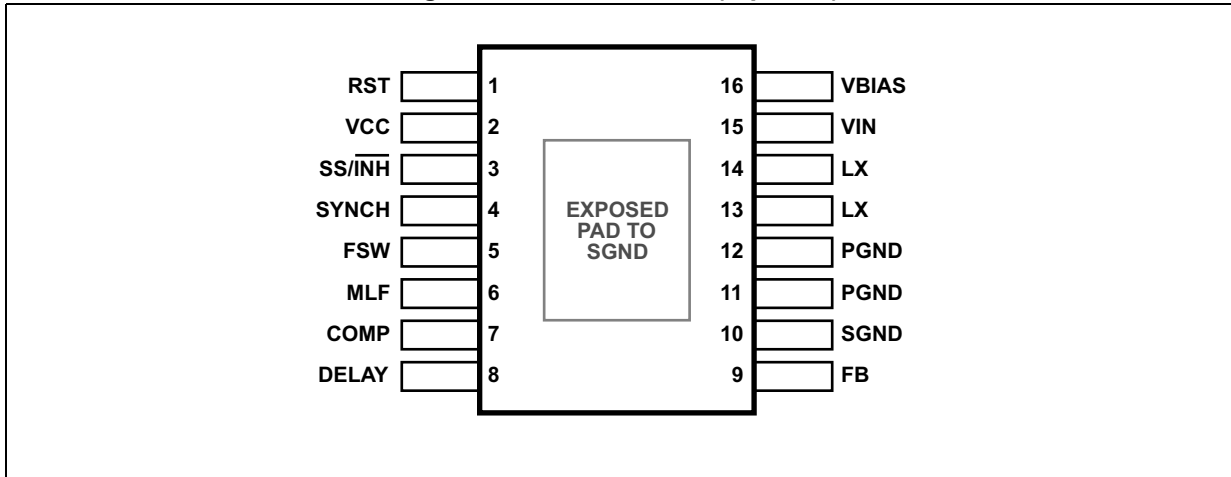 RST 1
VCC 2
SS/INH 3
SYNCH 4
FSW 5
MLF 6
COMP 7
DELAY 8
EXPOSED
PAD TO
SGND
16 VBIAS
15 VIN
14 LX
13 LX
12 PGND
11 PGND
10 SGND
9 FB